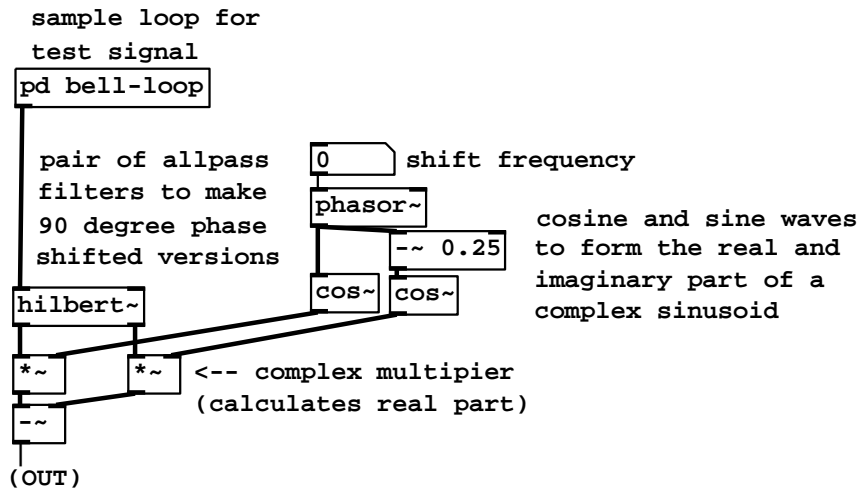 sample loop for
test signal
pd bell-loop
pair of allpass
filters to make
90 degree phase
shifted versions
0
shift frequency
phasor~
-~ 0.25
cos~
cos~
cosine and sine waves
to form the real and
imaginary part of a
complex sinusoid
hilbert~
*~
*~
<-- complex multipier
(calculates real part)
-~
(OUT)